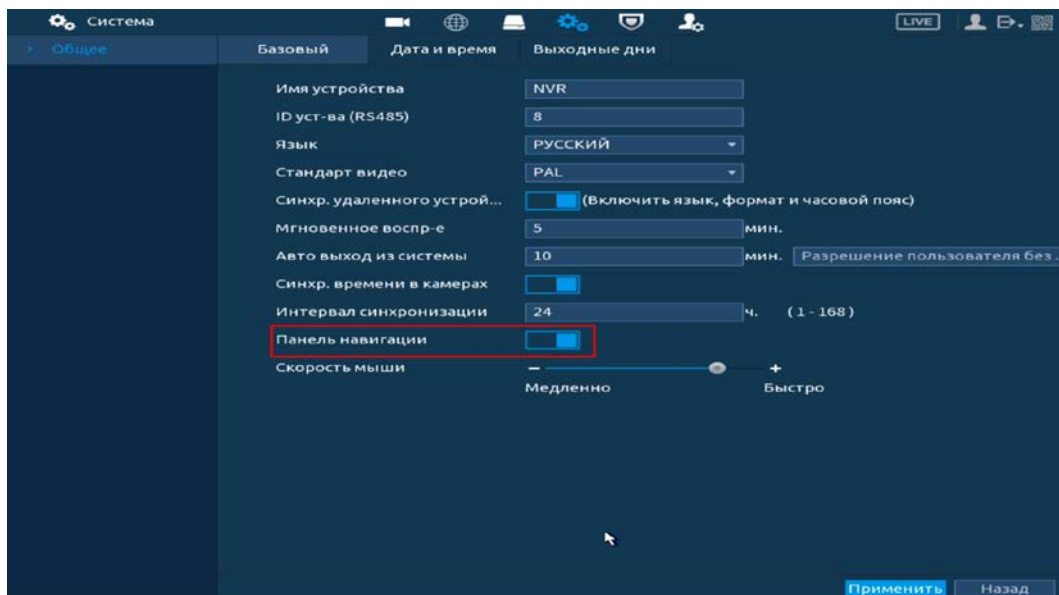 Система
LIVE
Общее
Базовый Дата и время Выходные дни
Имя устройства NVR
ID уст-ва (RS485) 8
Язык РУССКИЙ
Стандарт видео PAL
Синхр. удаленного устрой... (Включить язык, формат и часовой пояс)
Мгновенное воспр-е 5 мин.
Авто выход из системы 10 мин. Разрешение пользователя без .
Синхр. времени в камерах
Интервал синхронизации 24 ч. (1 - 168)
Панель навигации
Скорость мыши − +
Медленно Быстро
Применить Назад